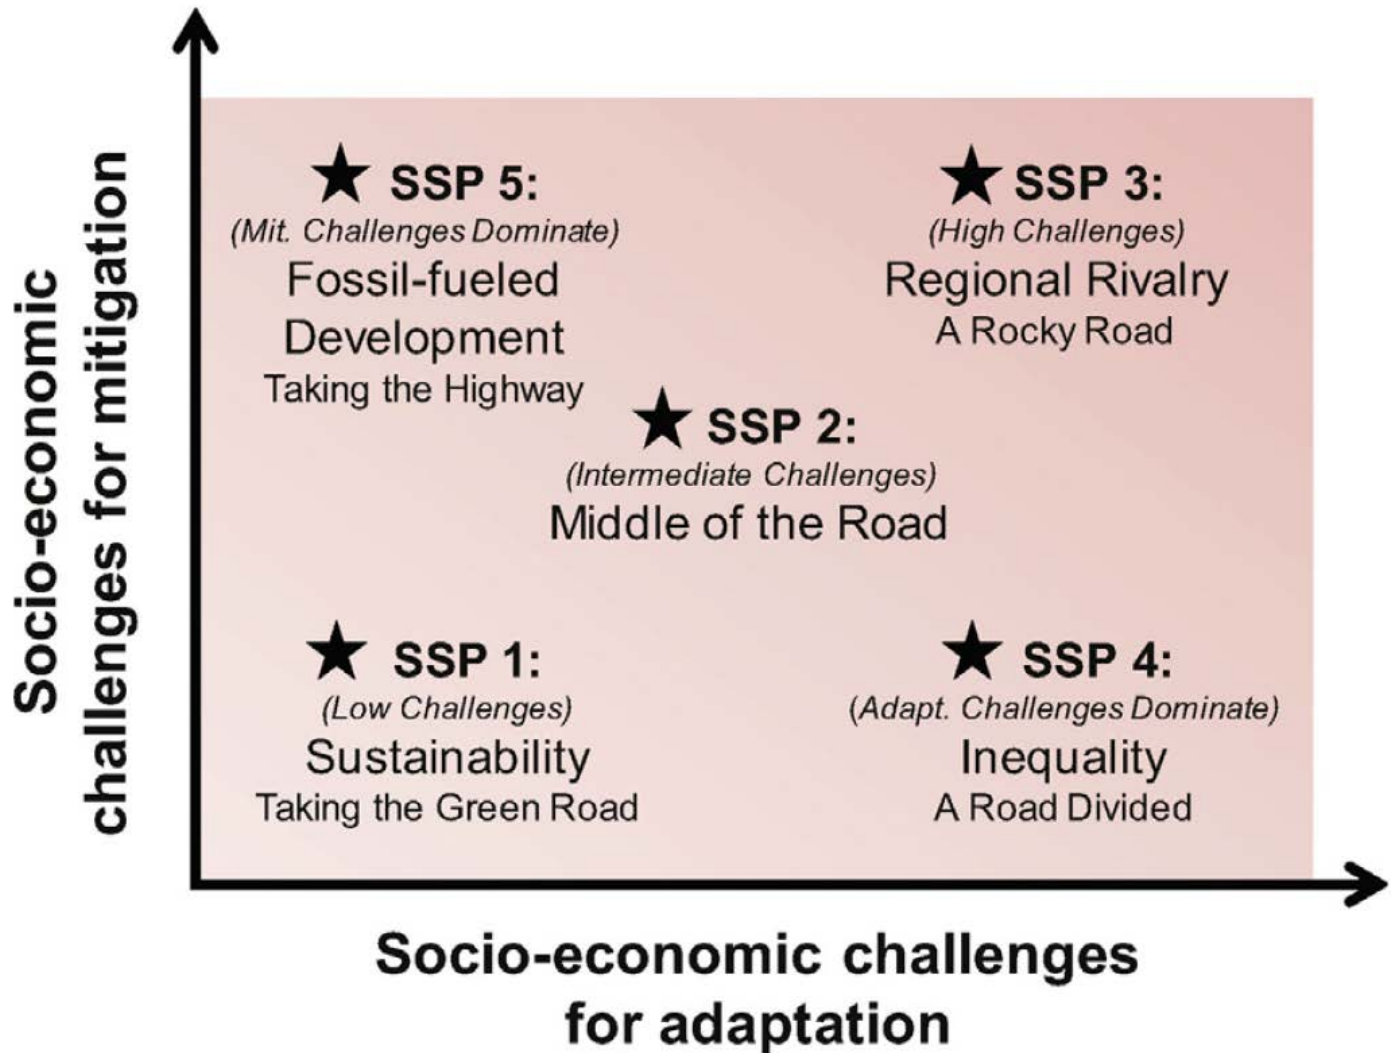 Socio-economic
challenges for mitigation
SSP 5:
(Mit. Challenges Dominate)
Fossil-fueled
Development
Taking the Highway
SSP 3:
(High Challenges)
Regional Rivalry
A Rocky Road
SSP 2:
(Intermediate Challenges)
Middle of the Road
SSP 1:
(Low Challenges)
Sustainability
Taking the Green Road
SSP 4:
(Adapt. Challenges Dominate)
Inequality
A Road Divided
Socio-economic challenges
for adaptation